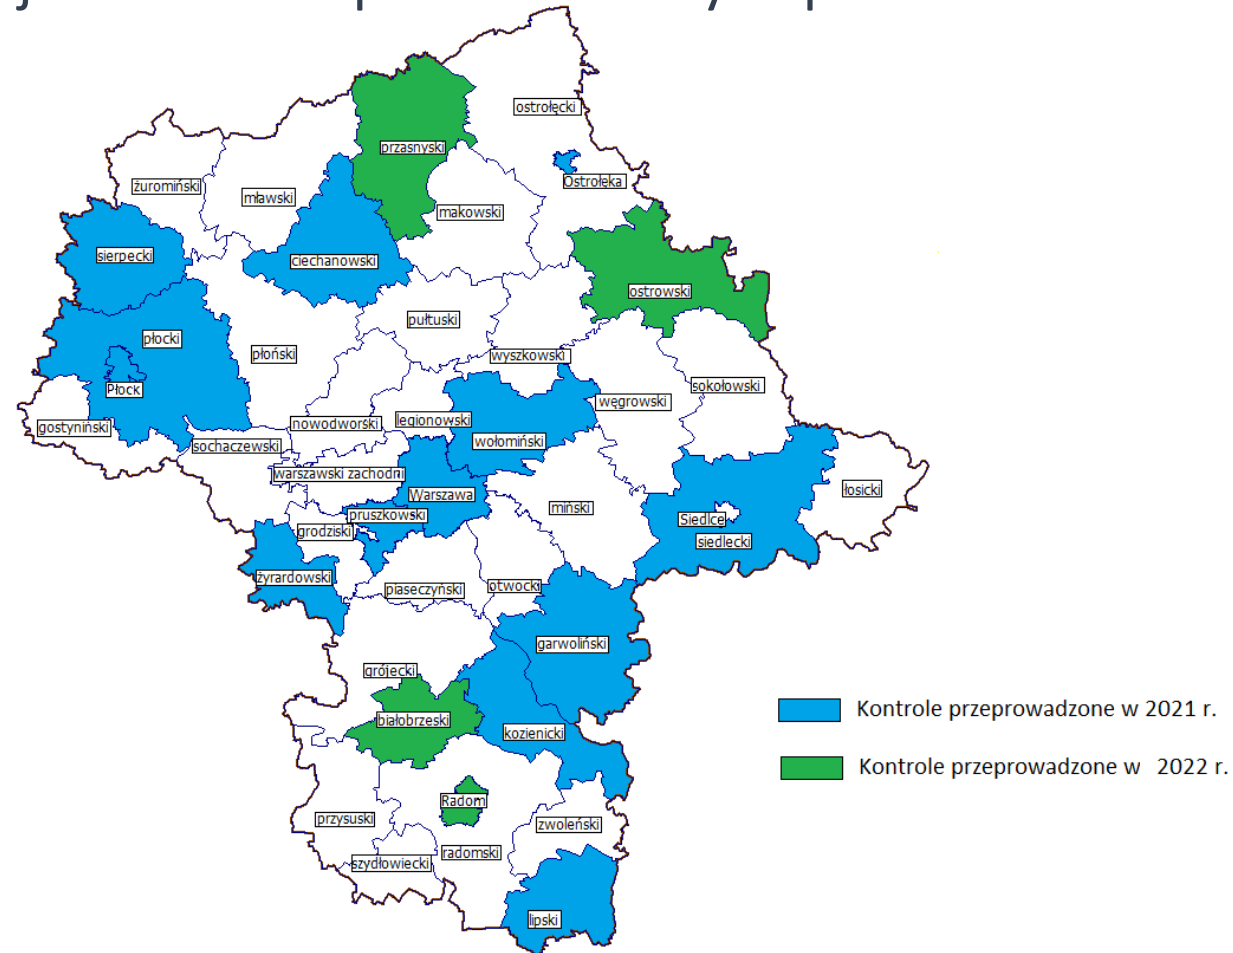 ostrołęcki
przasnyski
Ostrołęka
żuromiński
mławski
makowski
sierpecki
ciechanowski
ostrowski
pułtuski
płocki
płoński
wyszkowski
sokołowski
Płock
węgrowski
legionowski
nowodworski
gostyniński
wołomiński
sochaczewski
warszawski zachodni
łosicki
Warszawa
miński
pruszkowski
Siedlce
grodziski
siedlecki
żyrardowski
otwocki
piaseczyński
garwoliński
grójecki
Kontrole przeprowadzone w 2021 r.
białobrzeski
kozienicki
Kontrole przeprowadzone w 2022 r.
Radom
przysuski
zwoleński
radomski
szydłowiecki
lipski